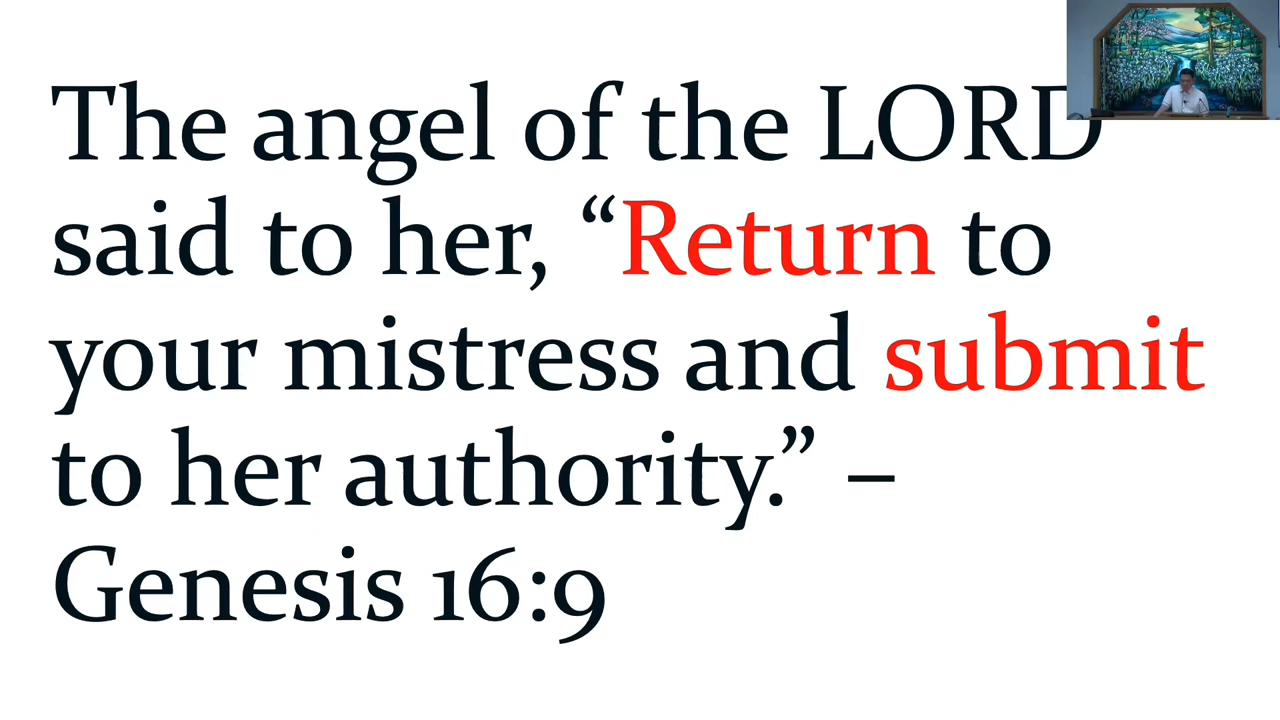 The angel of the LORD
said to her, “Return to
your mistress and submit
to her authority.” –
Genesis 16:9